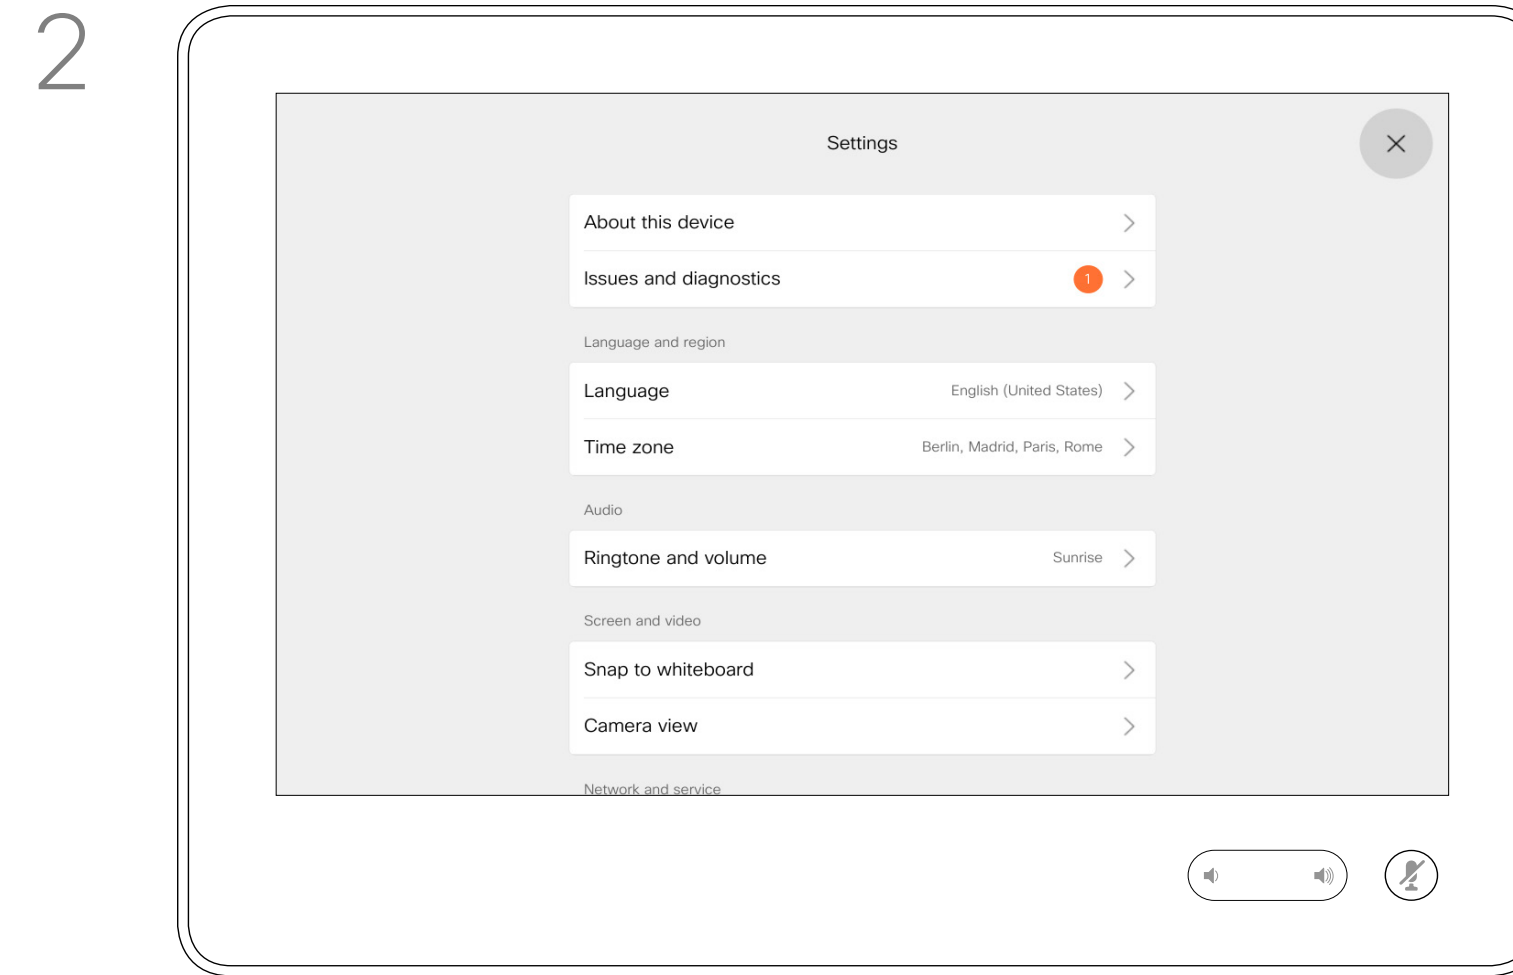 2
Settings
About this device
Issues and diagnostics 1
Language and region
Language English (United States)
Time zone Berlin, Madrid, Paris, Rome
Audio
Ringtone and volume Sunrise
Screen and video
Snap to whiteboard
Camera view
Network and service